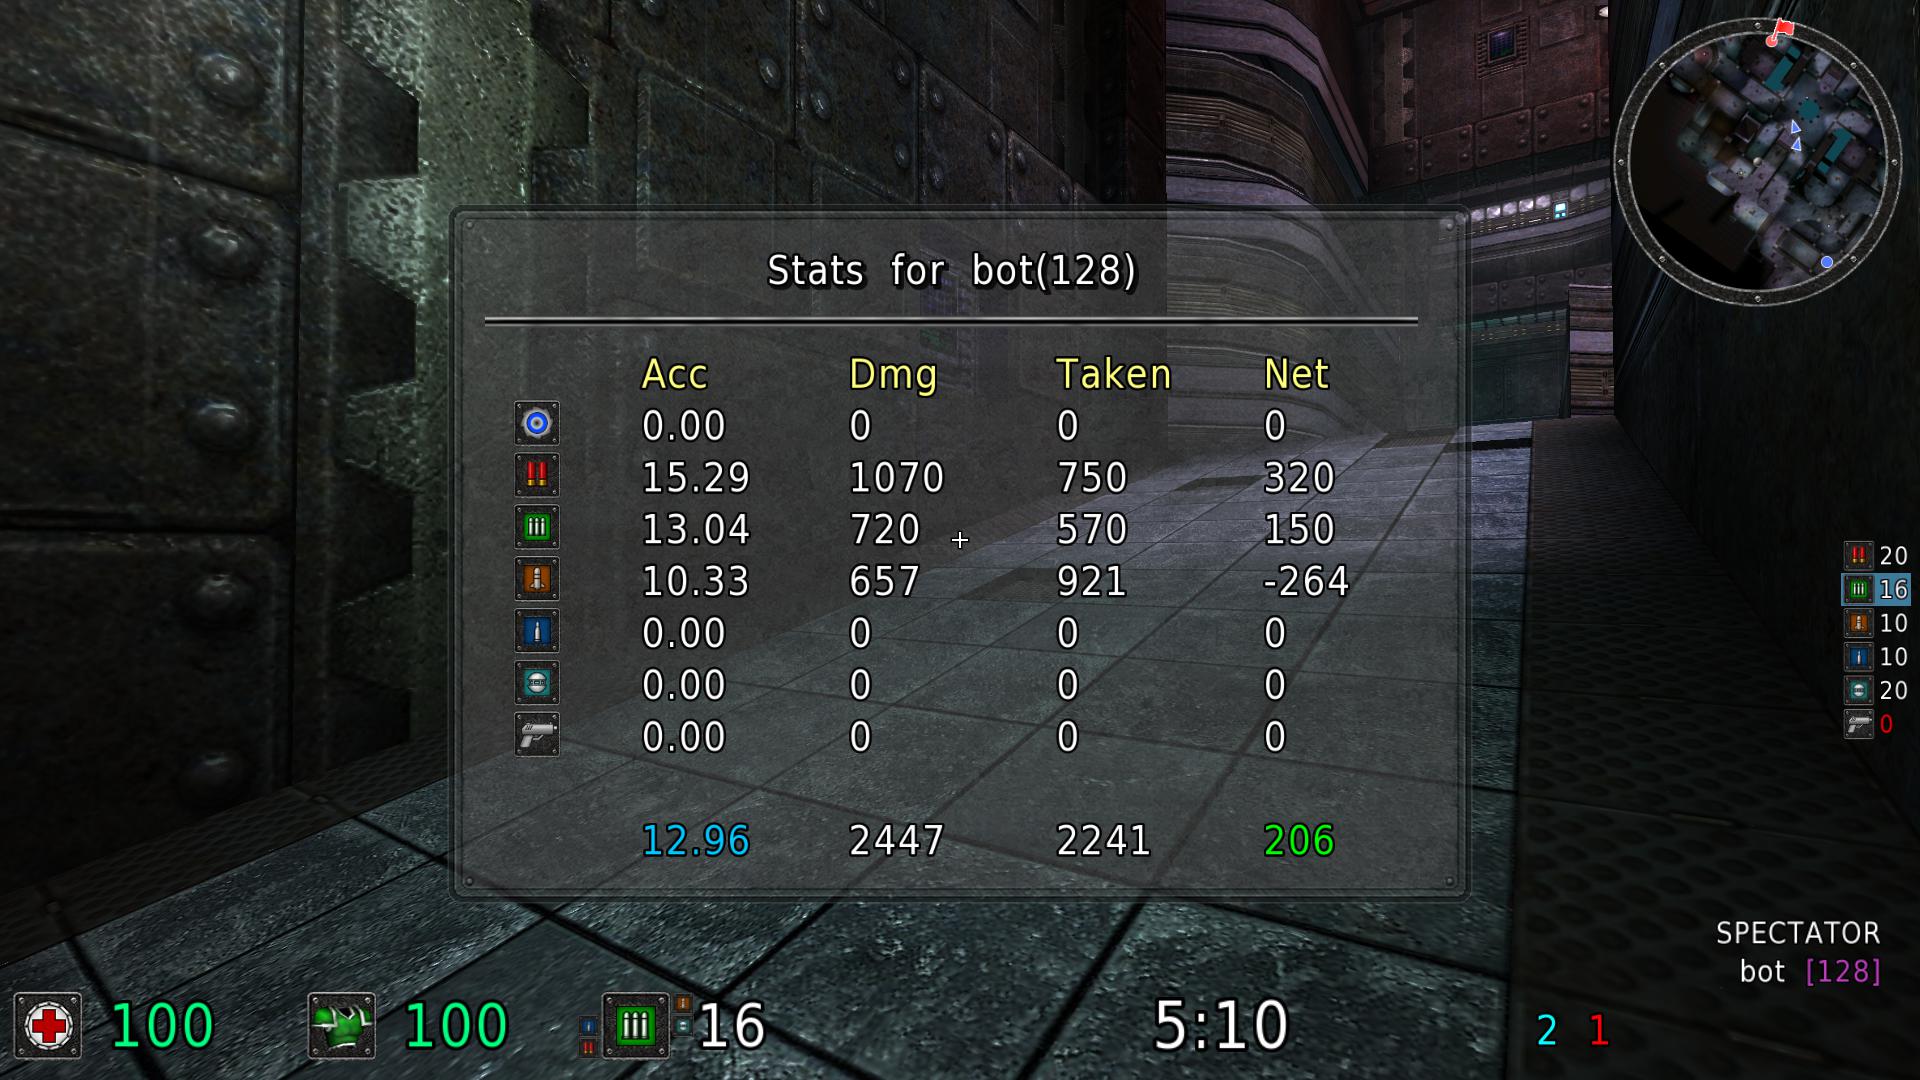 Stats for bot(128)
Acc Dmg Taken Net
0.00 0 0 0
15.29 1070 750 320
13.04 720 570 150
10.33 657 921 -264
0.00 0 0 0
0.00 0 0 0
0.00 0 0 0
12.96 2447 2241 206
20
16
10
10
20
0
SPECTATOR
bot [128]
100 100 16 5:10 2 1